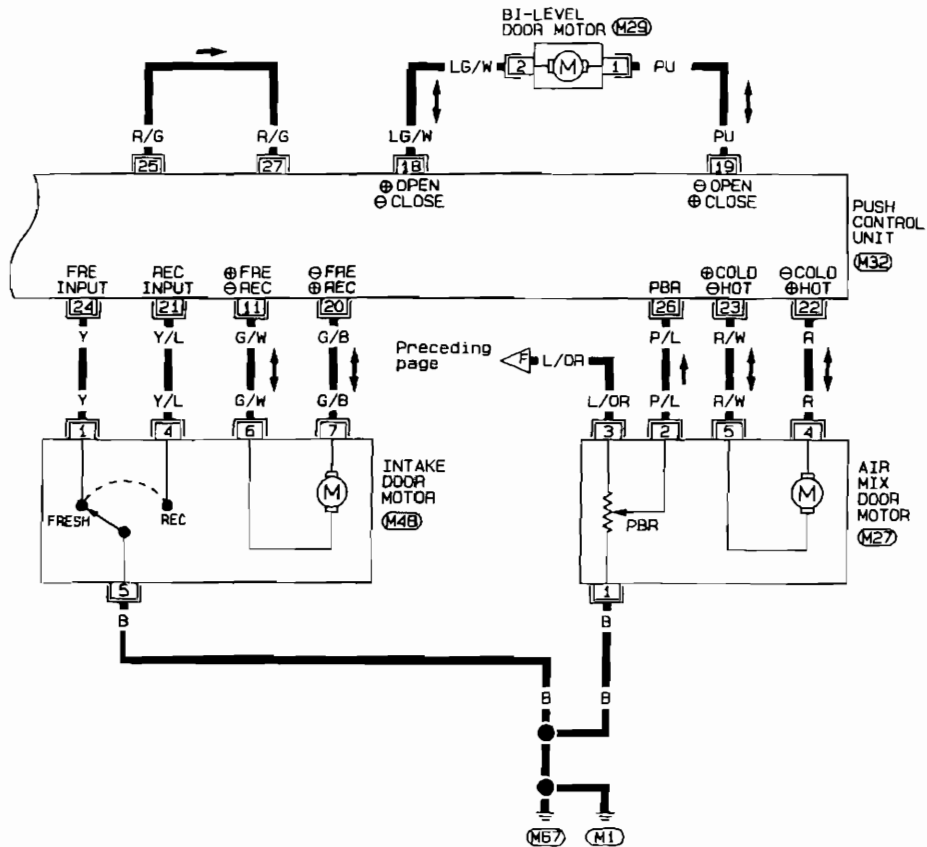 BI-LEVEL
DOOR MOTOR M29
LG/W 2 M 1 PU
R/G R/G LG/W PU
25 27 18 19
⊕ OPEN ⊖ OPEN
⊖ CLOSE ⊕ CLOSE
PUSH
CONTROL
UNIT
M32
FRE INPUT
REC INPUT
⊕ FRE ⊖ REC
⊖ FRE ⊕ REC
PBR
⊕ COLD ⊖ HOT
⊖ COLD ⊕ HOT
24 21 11 20 26 23 22
Y Y/L G/W G/B P/L R/W R
Preceding
page
F L/OR
Y Y/L G/W G/B L/OR P/L R/W R
1 4 6 7 3 2 5 4
INTAKE
DOOR
MOTOR
M48
M
FRESH REC
PBR
M
AIR
MIX
DOOR
MOTOR
M27
5 1
B B
B B
M67 M1